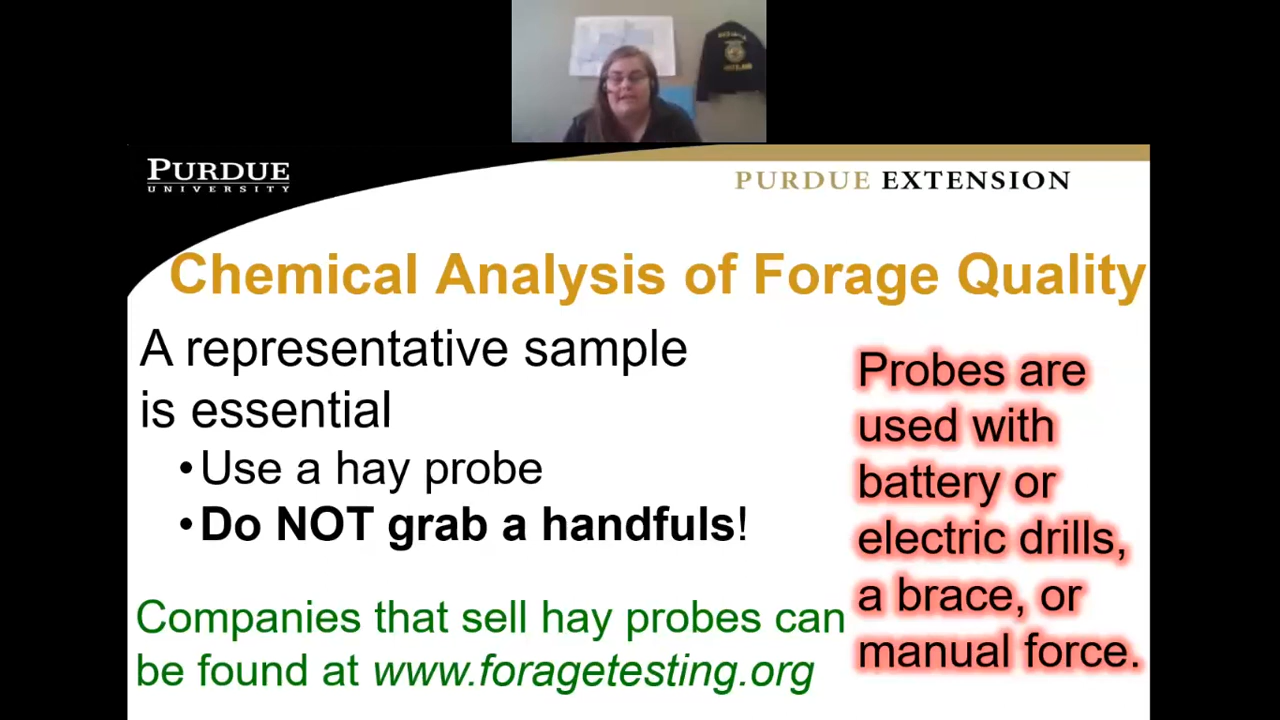 PURDUE
UNIVERSITY
PURDUE EXTENSION
Chemical Analysis of Forage Quality
A representative sample
is essential
•Use a hay probe
•Do NOT grab a handfuls!
Companies that sell hay probes can
be found at www.foragetesting.org
Probes are
used with
battery or
electric drills,
a brace, or
manual force.